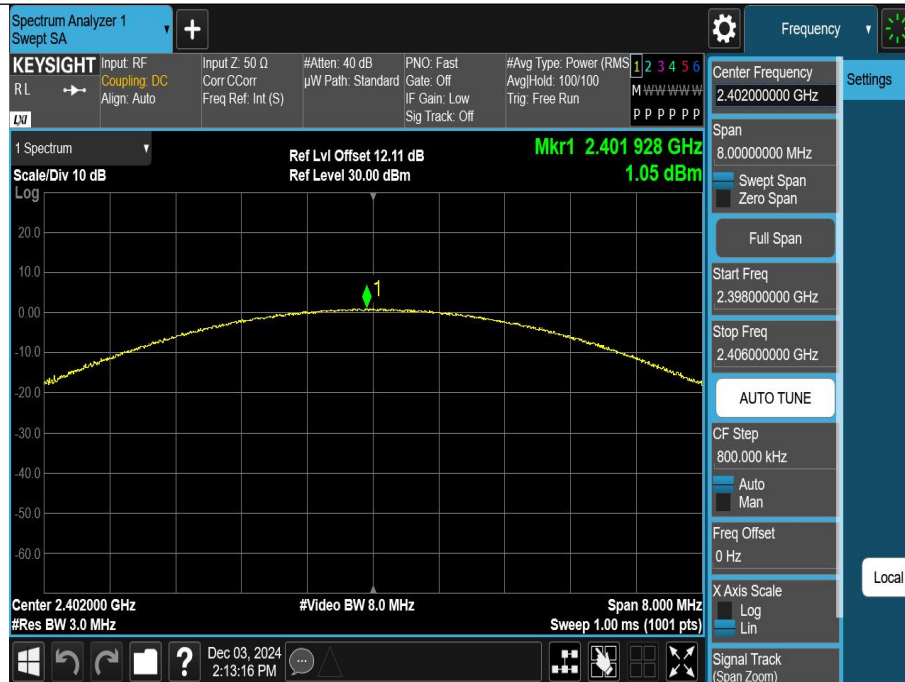 Spectrum Analyzer 1
Swept SA
+
Frequency
KEYSIGHT
R L
LXI
Input: RF
Coupling: DC
Align: Auto
Input Z: 50 Ω
Corr CCorr
Freq Ref: Int (S)
#Atten: 40 dB
µW Path: Standard
PNO: Fast
Gate: Off
IF Gain: Low
Sig Track: Off
#Avg Type: Power (RMS
Avg|Hold: 100/100
Trig: Free Run
1 2 3 4 5 6
M W W W W W
P P P P P P
1 Spectrum
Scale/Div 10 dB
Log
Ref Lvl Offset 12.11 dB
Ref Level 30.00 dBm
Mkr1 2.401 928 GHz
1.05 dBm
20.0
10.0
0.00
-10.0
-20.0
-30.0
-40.0
-50.0
-60.0
1
Center 2.402000 GHz
#Res BW 3.0 MHz
#Video BW 8.0 MHz
Span 8.000 MHz
Sweep 1.00 ms (1001 pts)
?
Dec 03, 2024
2:13:16 PM
Center Frequency
2.402000000 GHz
Span
8.00000000 MHz
Swept Span
Zero Span
Full Span
Start Freq
2.398000000 GHz
Stop Freq
2.406000000 GHz
AUTO TUNE
CF Step
800.000 kHz
Auto
Man
Freq Offset
0 Hz
X Axis Scale
Log
Lin
Signal Track
(Span Zoom)
Settings
Local